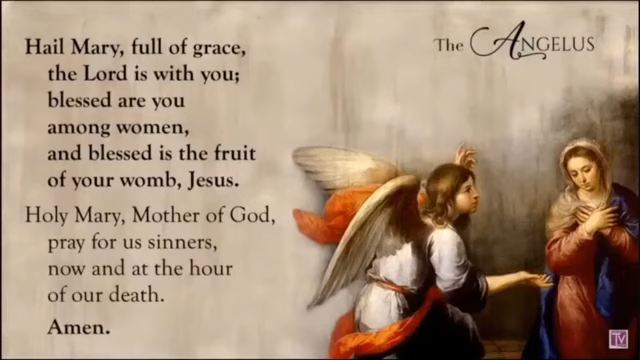 Hail Mary, full of grace,
the Lord is with you;
blessed are you
among women,
and blessed is the fruit
of your womb, Jesus.
Holy Mary, Mother of God,
pray for us sinners,
now and at the hour
of our death.
Amen.
The ANGELUS
TV